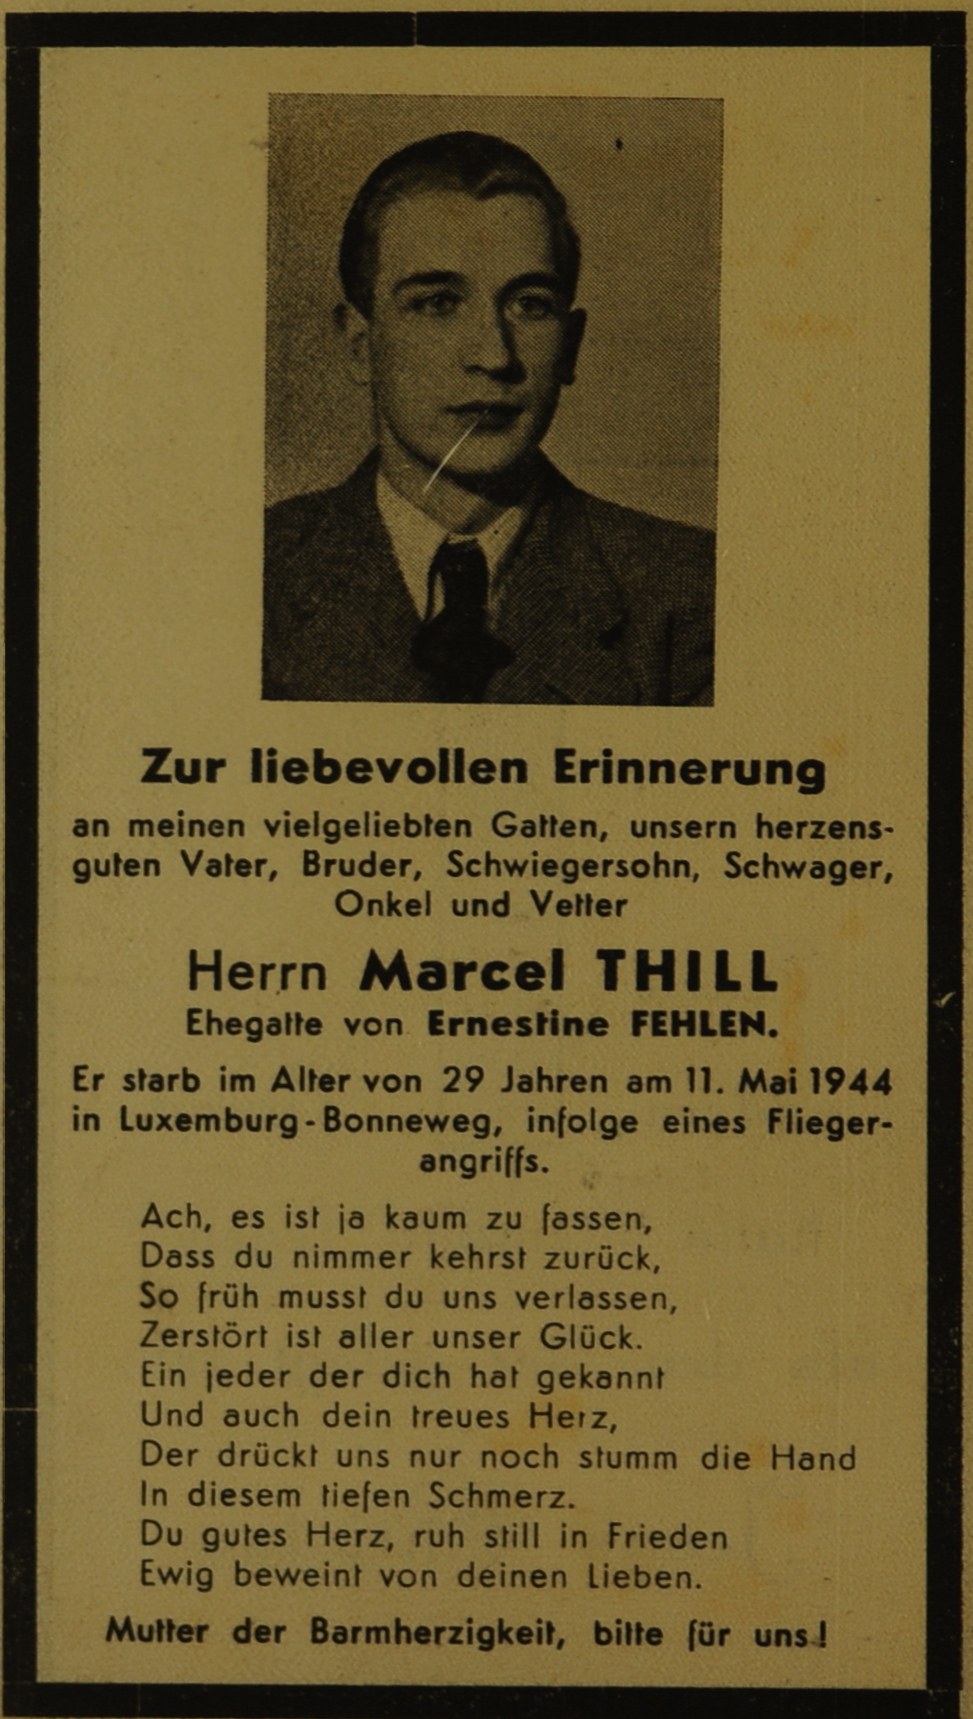 Zur liebevollen Erinnerung
an meinen vielgeliebten Gatten, unsern herzens-
guten Vater, Bruder, Schwiegersohn, Schwager,
Onkel und Vetter
Herrn Marcel THILL
Ehegatte von Ernestine FEHLEN.
Er starb im Alter von 29 Jahren am 11. Mai 1944
in Luxemburg-Bonneweg, infolge eines Flieger-
angriffs.
Ach, es ist ja kaum zu fassen,
Dass du nimmer kehrst zurück,
So früh musst du uns verlassen,
Zerstört ist aller unser Glück.
Ein jeder der dich hat gekannt
Und auch dein treues Herz,
Der drückt uns nur noch stumm die Hand
In diesem tiefen Schmerz.
Du gutes Herz, ruh still in Frieden
Ewig beweint von deinen Lieben.
Mutter der Barmherzigkeit, bitte für uns!